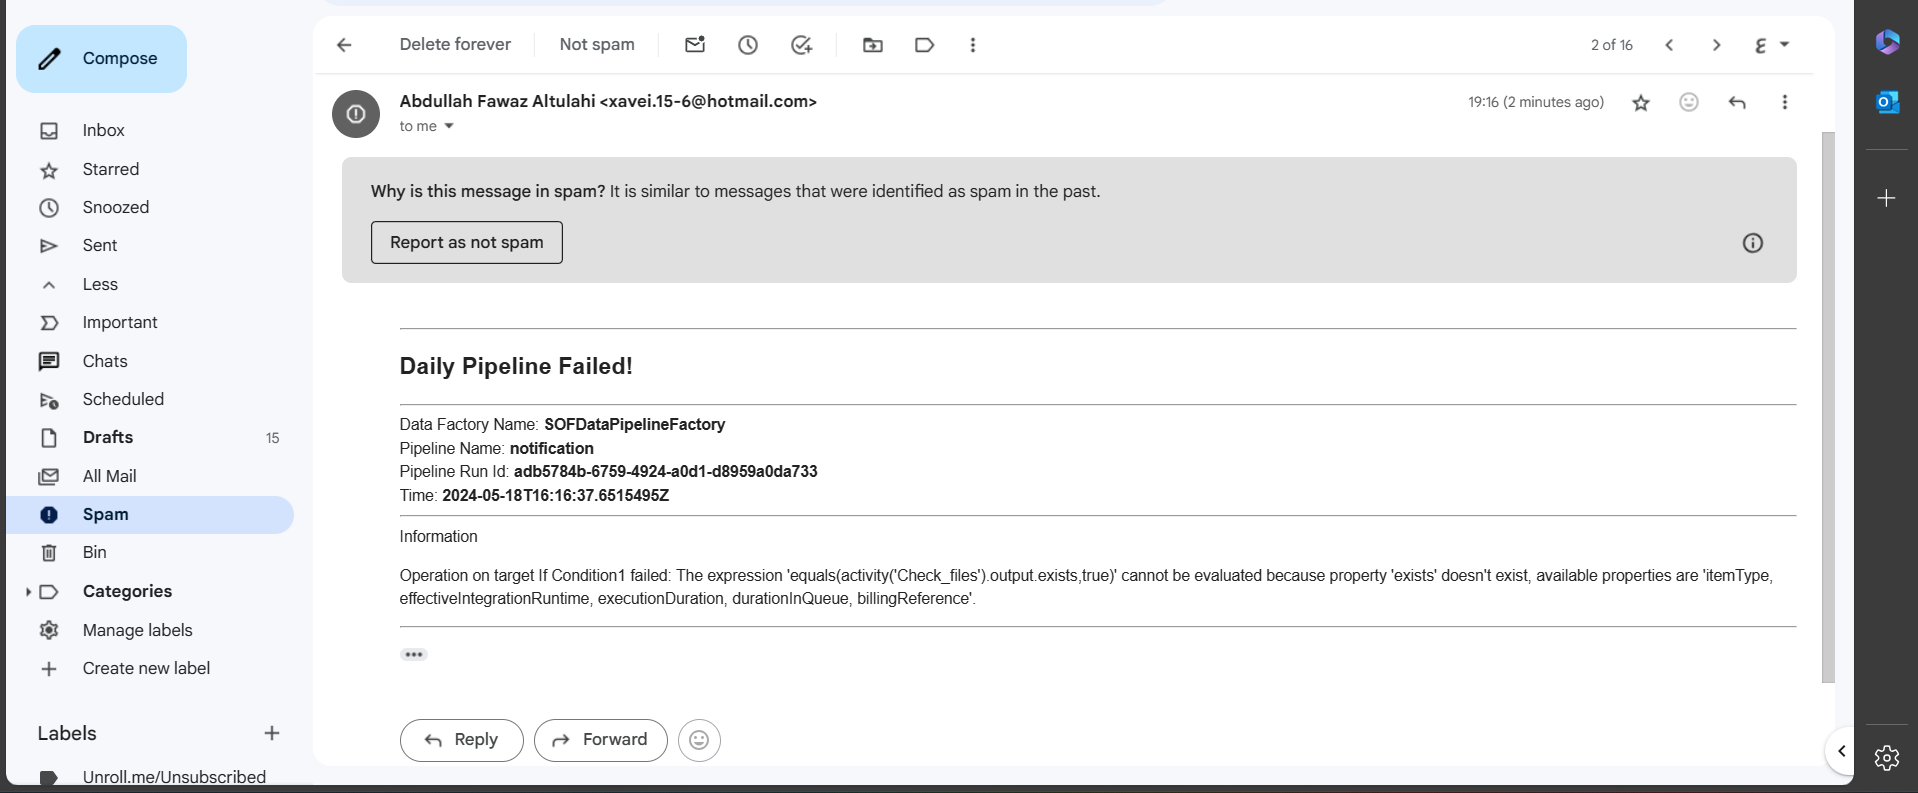 Compose
Inbox
Starred
Snoozed
Sent
Less
Important
Chats
Scheduled
Drafts 15
All Mail
Spam
Bin
Categories
Manage labels
Create new label
Labels
Unroll.me/Unsubscribed
Delete forever Not spam 2 of 16
Abdullah Fawaz Altulahi <xavei.15-6@hotmail.com> 19:16 (2 minutes ago)
to me
Why is this message in spam? It is similar to messages that were identified as spam in the past.
Report as not spam
Daily Pipeline Failed!
Data Factory Name: SOFDataPipelineFactory
Pipeline Name: notification
Pipeline Run Id: adb5784b-6759-4924-a0d1-d8959a0da733
Time: 2024-05-18T16:16:37.6515495Z
Information
Operation on target If Condition1 failed: The expression 'equals(activity('Check_files').output.exists,true)' cannot be evaluated because property 'exists' doesn't exist, available properties are 'itemType,
effectiveIntegrationRuntime, executionDuration, durationInQueue, billingReference'.
Reply Forward